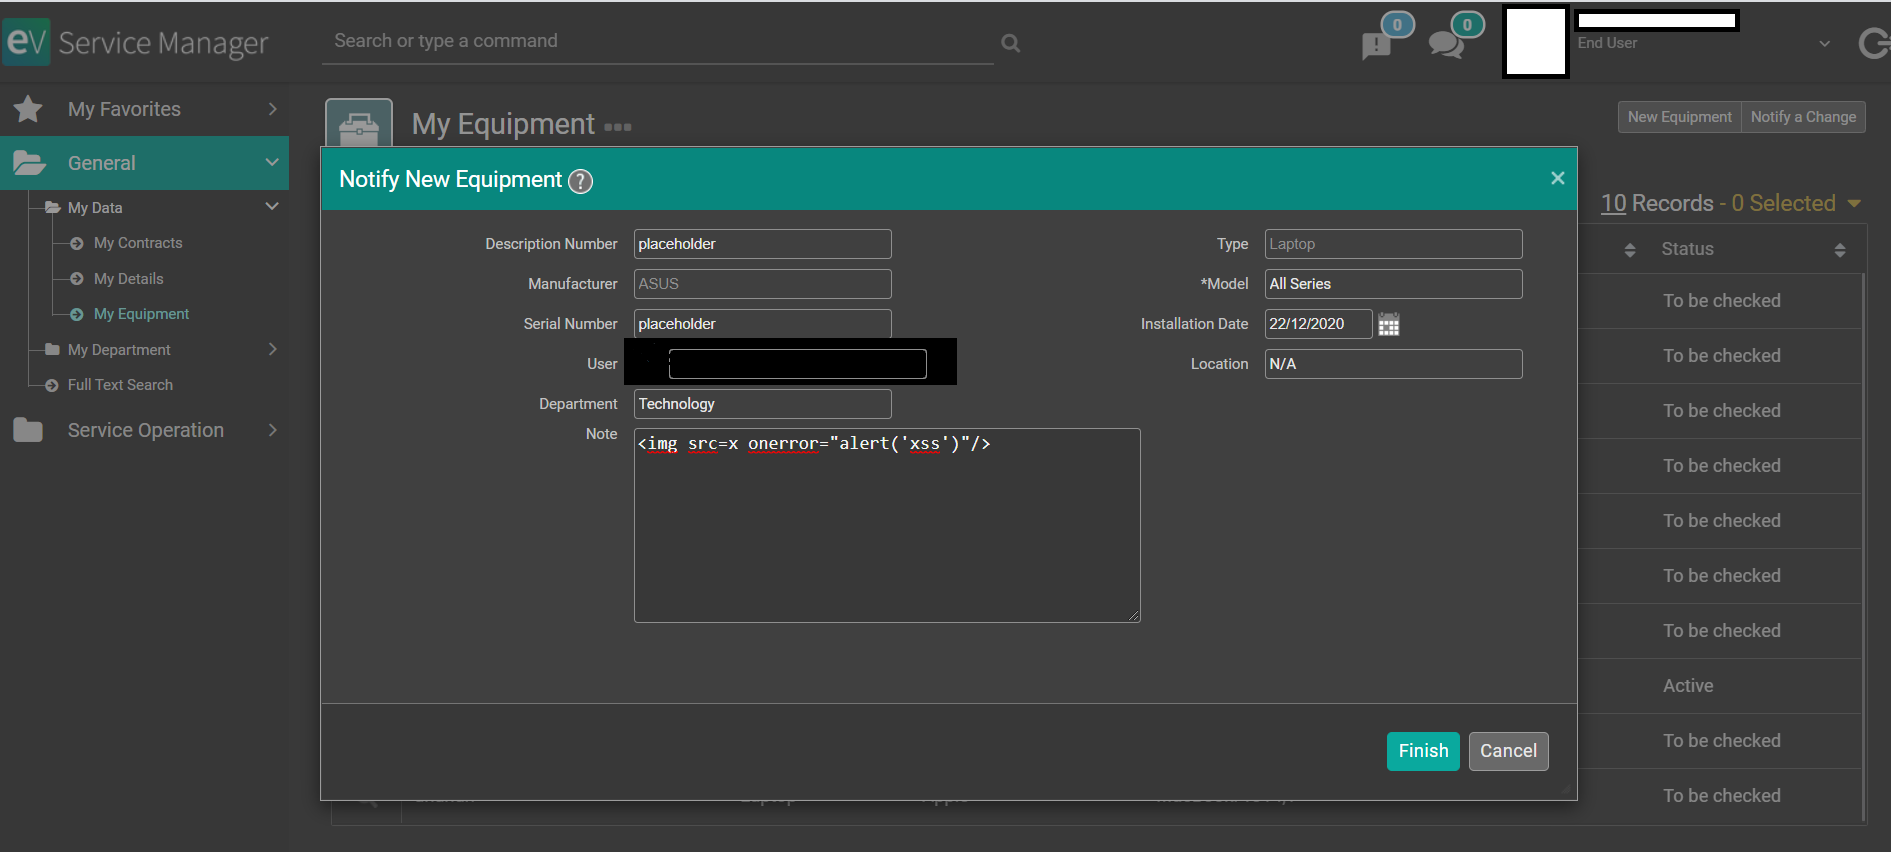 eV Service Manager
Search or type a command
0
0
End User
My Favorites
General
My Data
My Contracts
My Details
My Equipment
My Department
Full Text Search
Service Operation
My Equipment
New Equipment
Notify a Change
10 Records - 0 Selected
Status
To be checked
To be checked
To be checked
To be checked
To be checked
To be checked
To be checked
Active
To be checked
To be checked
Notify New Equipment ?
×
Description Number placeholder
Type Laptop
Manufacturer ASUS
*Model All Series
Serial Number placeholder
Installation Date 22/12/2020
User
Location N/A
Department Technology
Note <img src=x onerror="alert('xss')"/>
Finish
Cancel